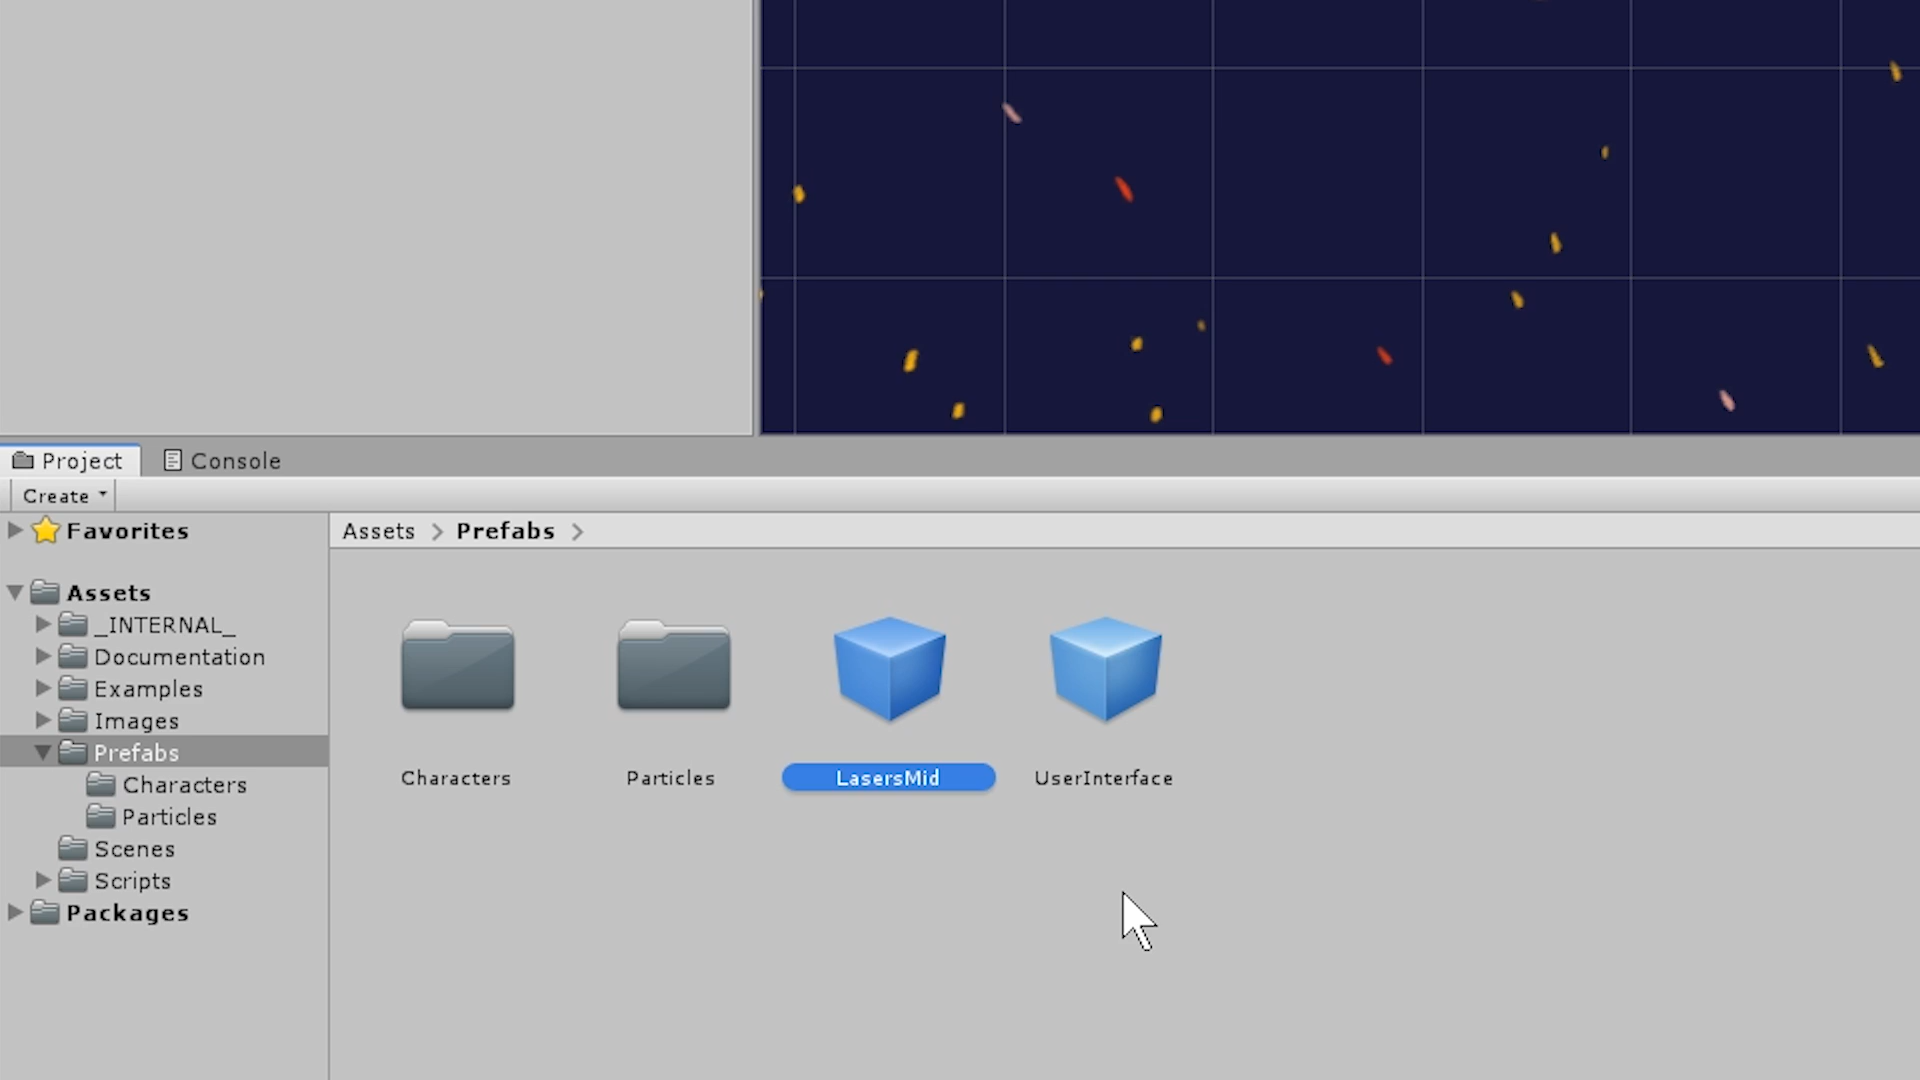 Project
Console
Create
Favorites
Assets
_INTERNAL_
Documentation
Examples
Images
Prefabs
Characters
Particles
Scenes
Scripts
Packages
Assets > Prefabs >
Characters
Particles
LasersMid
UserInterface